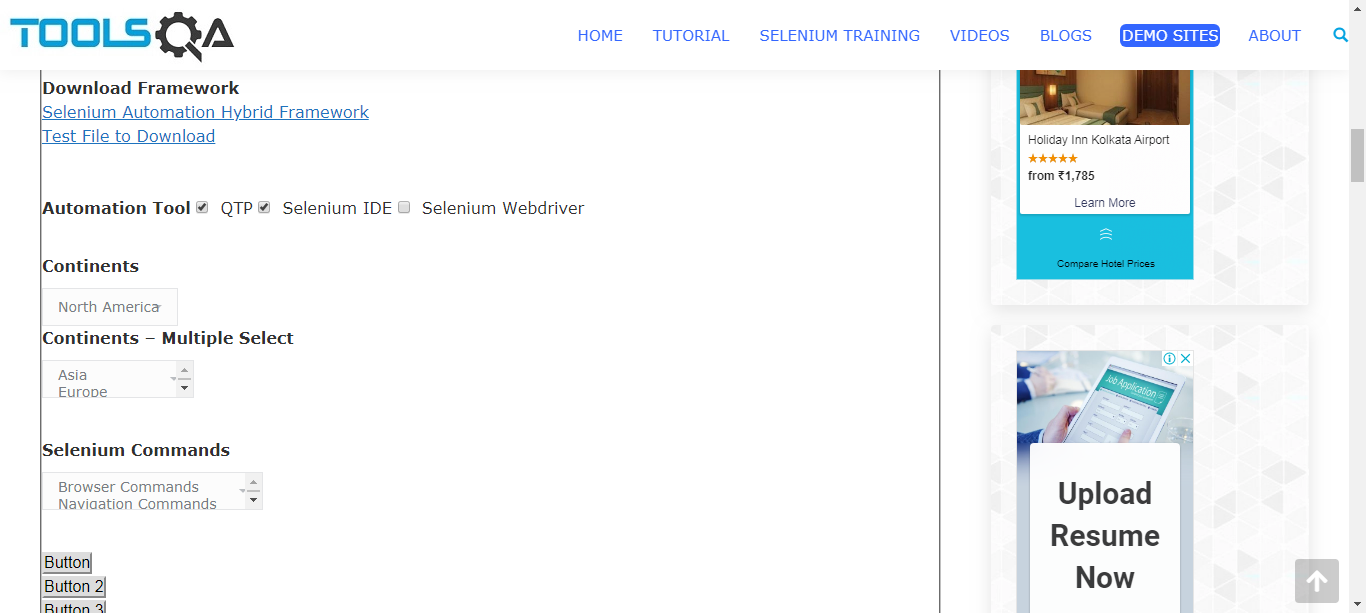 TOOLSQA
HOME TUTORIAL SELENIUM TRAINING VIDEOS BLOGS DEMO SITES ABOUT
Download Framework
Selenium Automation Hybrid Framework
Test File to Download
Automation Tool QTP Selenium IDE Selenium Webdriver
Continents
North America
Continents – Multiple Select
Asia
Europe
Selenium Commands
Browser Commands
Navigation Commands
Button
Button 2
Button 3
Holiday Inn Kolkata Airport
★★★★★
from ₹1,785
Learn More
Compare Hotel Prices
Job Application
Upload
Resume
Now